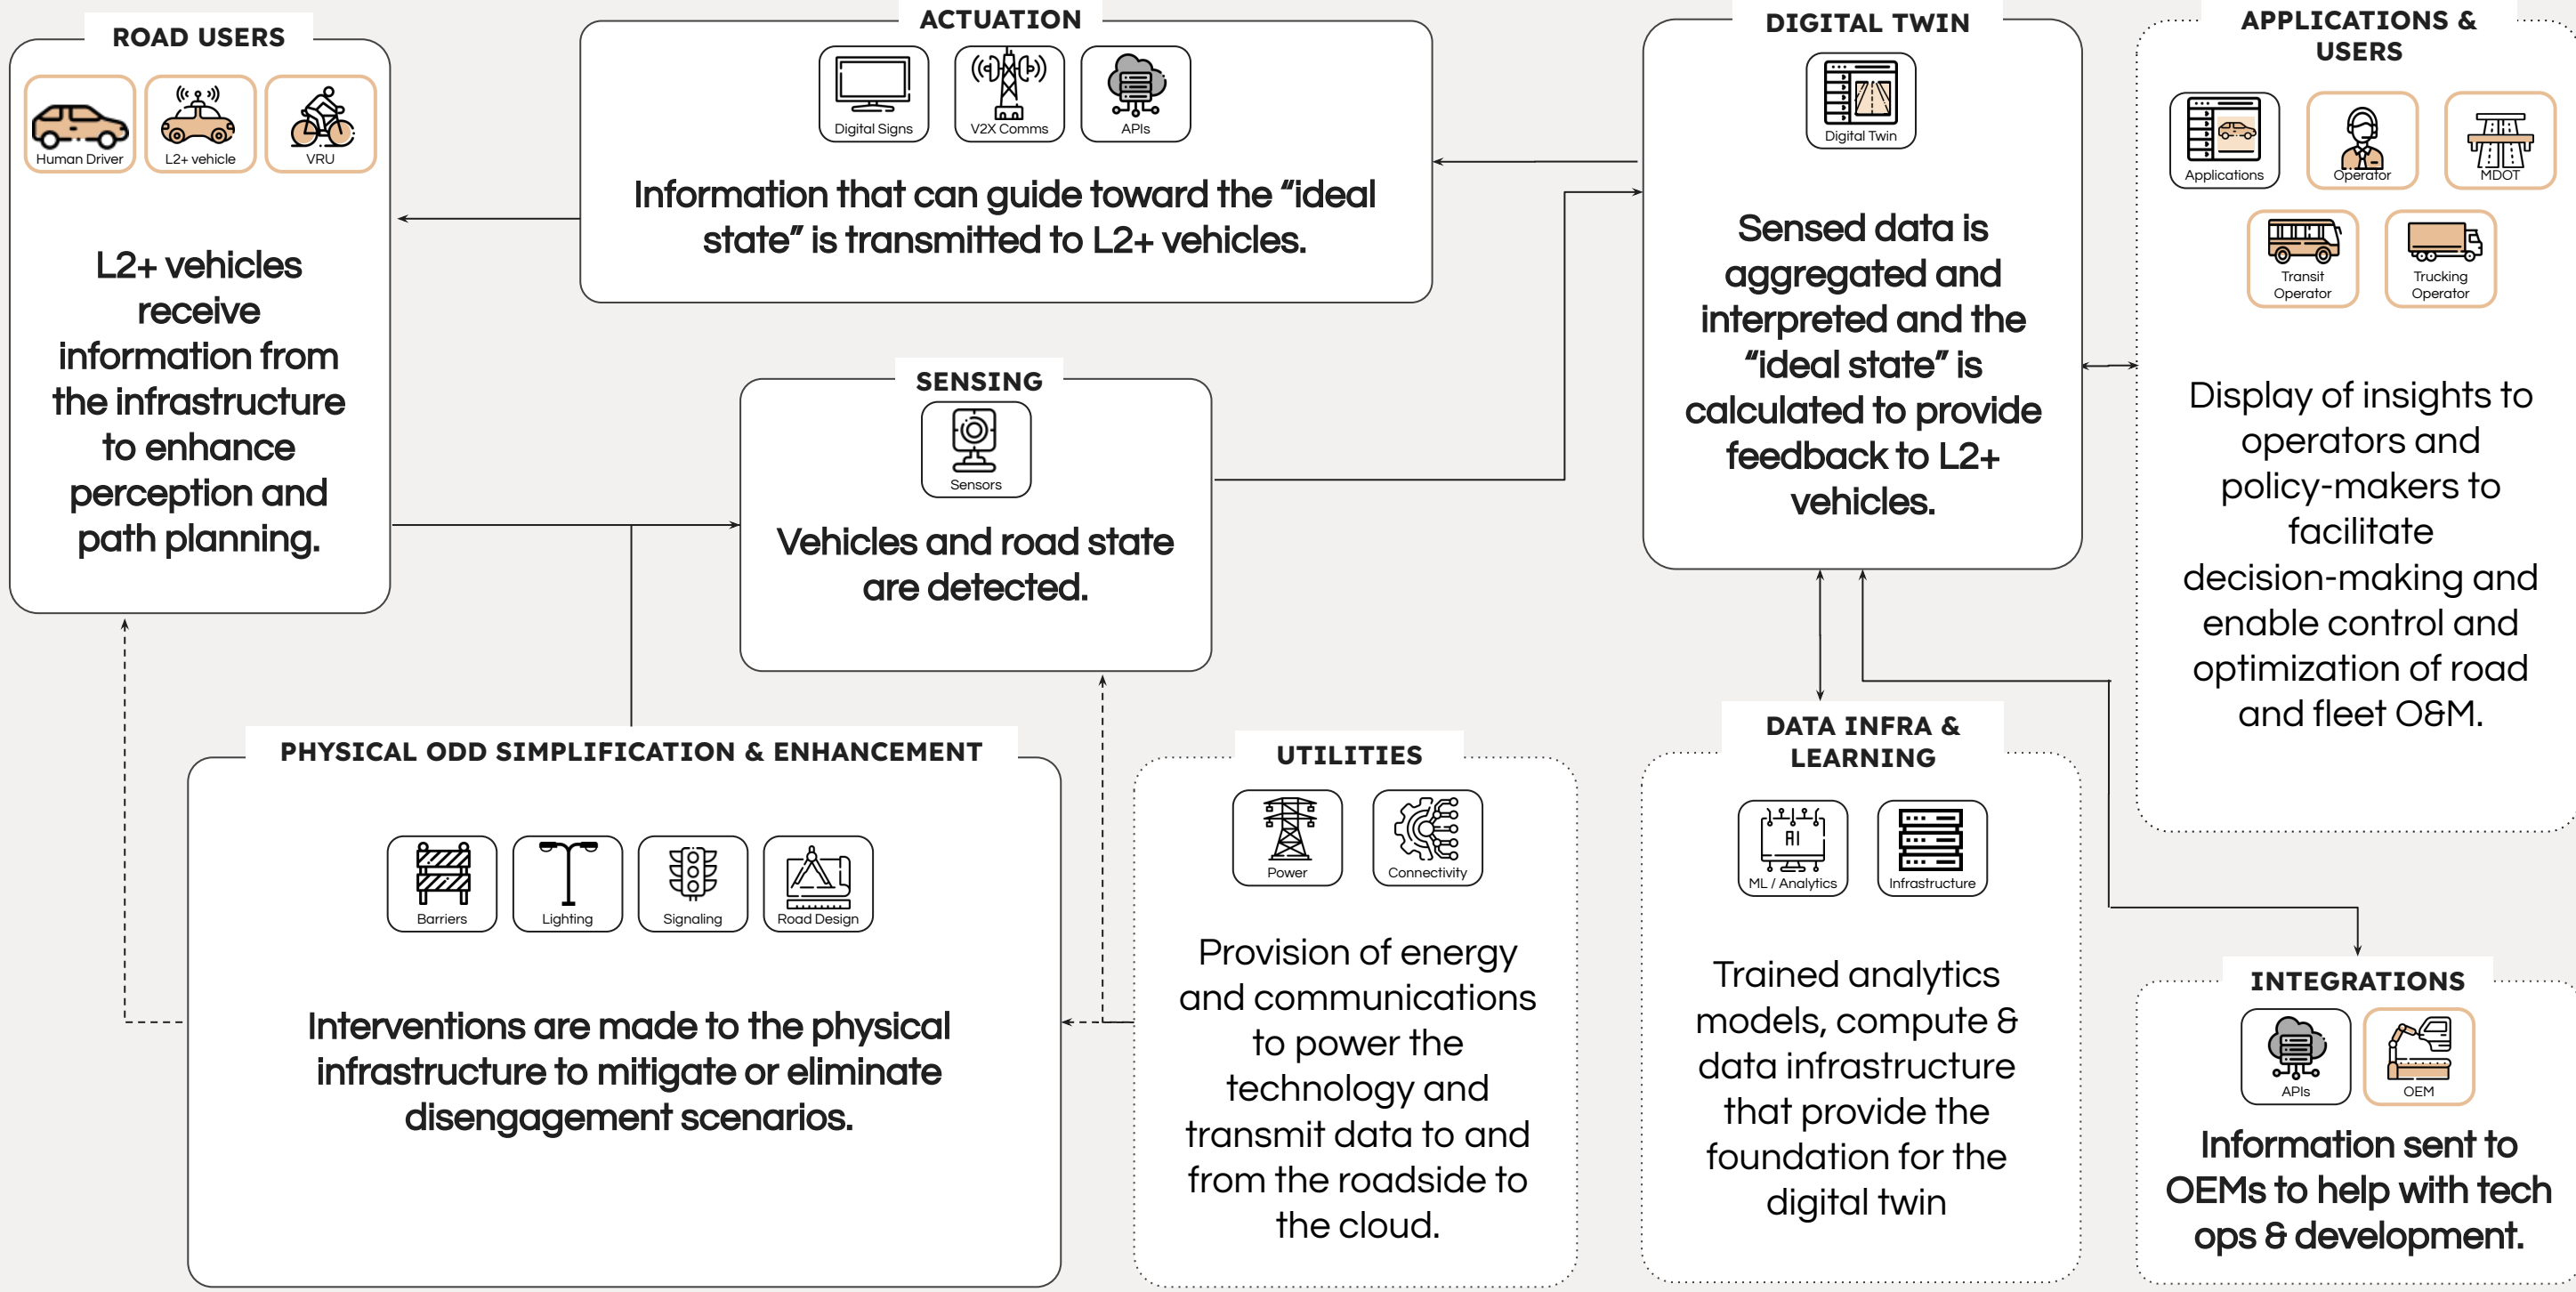 ROAD USERS
Human Driver
L2+ vehicle
VRU
L2+ vehicles
receive
information from
the infrastructure
to enhance
perception and
path planning.
ACTUATION
Digital Signs
V2X Comms
APIs
Information that can guide toward the “ideal
state” is transmitted to L2+ vehicles.
SENSING
Sensors
Vehicles and road state
are detected.
DIGITAL TWIN
Digital Twin
Sensed data is
aggregated and
interpreted and the
“ideal state” is
calculated to provide
feedback to L2+
vehicles.
APPLICATIONS &
USERS
Applications
Operator
MDOT
Transit
Operator
Trucking
Operator
Display of insights to
operators and
policy-makers to
facilitate
decision-making and
enable control and
optimization of road
and fleet O&M.
PHYSICAL ODD SIMPLIFICATION & ENHANCEMENT
Barriers
Lighting
Signaling
Road Design
Interventions are made to the physical
infrastructure to mitigate or eliminate
disengagement scenarios.
UTILITIES
Power
Connectivity
Provision of energy
and communications
to power the
technology and
transmit data to and
from the roadside to
the cloud.
DATA INFRA &
LEARNING
AI
ML / Analytics
Infrastructure
Trained analytics
models, compute &
data infrastructure
that provide the
foundation for the
digital twin
INTEGRATIONS
APIs
OEM
Information sent to
OEMs to help with tech
ops & development.